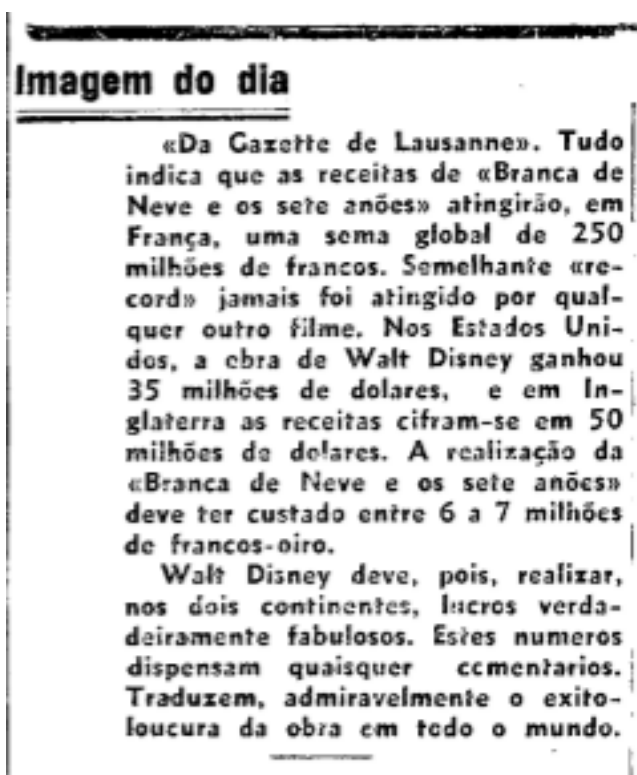 Imagem do dia
«Da Gazette de Lausanne». Tudo
indica que as receitas de «Branca de
Neve e os sete anões» atingirão, em
França, uma soma global de 250
milhões de francos. Semelhante «re-
cord» jamais foi atingido por qual-
quer outro filme. Nos Estados Uni-
dos, a obra de Walt Disney ganhou
35 milhões de dolares, e em In-
glaterra as receitas cifram-se em 50
milhões de dolares. A realização da
«Branca de Neve e os sete anões»
deve ter custado entre 6 a 7 milhões
de francos-oiro.
Walt Disney deve, pois, realizar,
nos dois continentes, lucros verda-
deiramente fabulosos. Estes numeros
dispensam quaisquer comentarios.
Traduzem, admiravelmente o exito-
loucura da obra em todo o mundo.